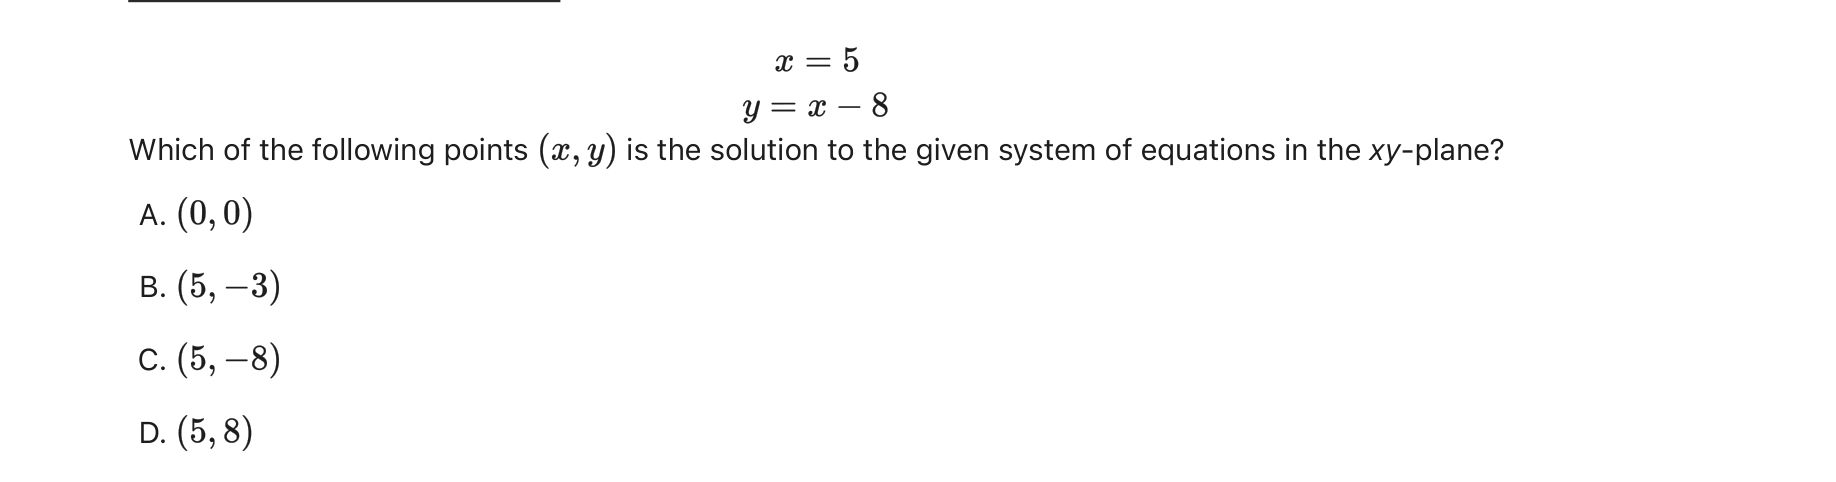 x = 5
y = x − 8
Which of the following points (x, y) is the solution to the given system of equations in the xy-plane?
A. (0, 0)
B. (5, −3)
C. (5, −8)
D. (5, 8)